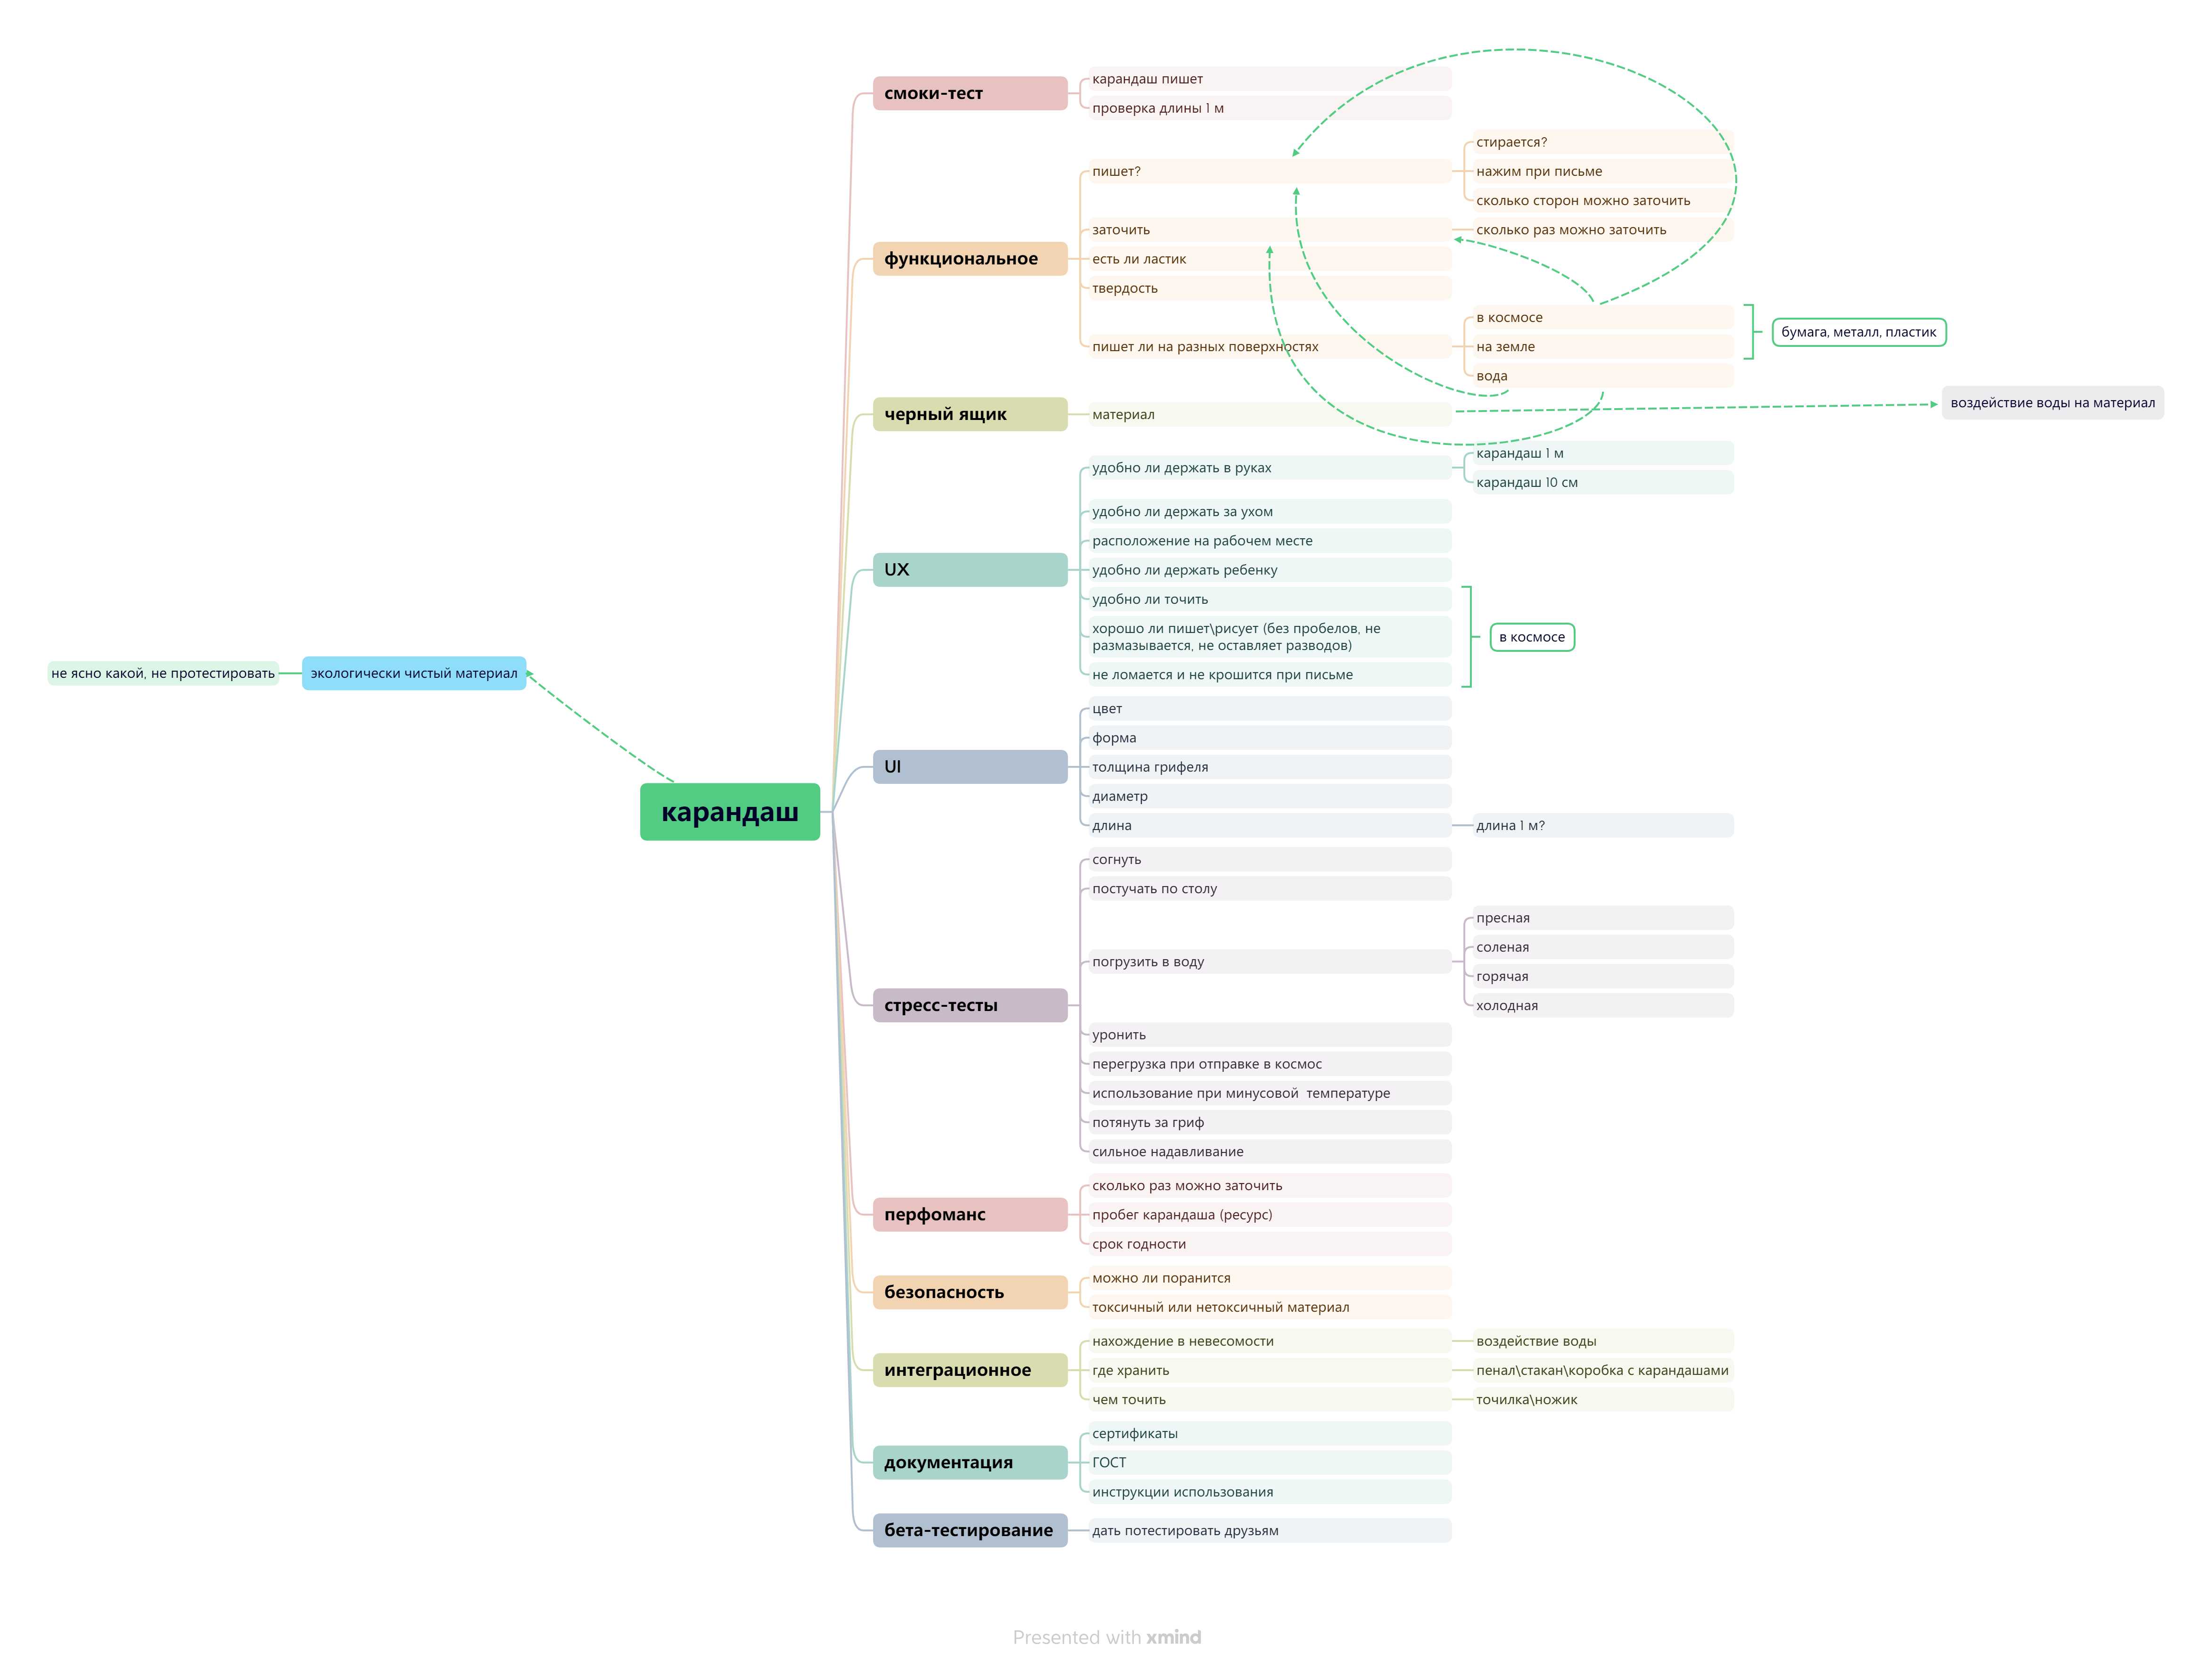 карандаш
экологически чистый материал
не ясно какой, не протестировать
смоки-тест
карандаш пишет
проверка длины 1 м
функциональное
пишет?
стирается?
нажим при письме
сколько сторон можно заточить
заточить
сколько раз можно заточить
есть ли ластик
твердость
пишет ли на разных поверхностях
в космосе
на земле
вода
бумага, металл, пластик
черный ящик
материал
воздействие воды на материал
UX
удобно ли держать в руках
карандаш 1 м
карандаш 10 см
удобно ли держать за ухом
расположение на рабочем месте
удобно ли держать ребенку
удобно ли точить
хорошо ли пишет\рисует (без пробелов, не
размазывается, не оставляет разводов)
не ломается и не крошится при письме
в космосе
UI
цвет
форма
толщина грифеля
диаметр
длина
длина 1 м?
стресс-тесты
согнуть
постучать по столу
погрузить в воду
пресная
соленая
горячая
холодная
уронить
перегрузка при отправке в космос
использование при минусовой  температуре
потянуть за гриф
сильное надавливание
перфоманс
сколько раз можно заточить
пробег карандаша (ресурс)
срок годности
безопасность
можно ли поранится
токсичный или нетоксичный материал
интеграционное
нахождение в невесомости
воздействие воды
где хранить
пенал\стакан\коробка с карандашами
чем точить
точилка\ножик
документация
сертификаты
ГОСТ
инструкции использования
бета-тестирование
дать потестировать друзьям
Presented with xmind